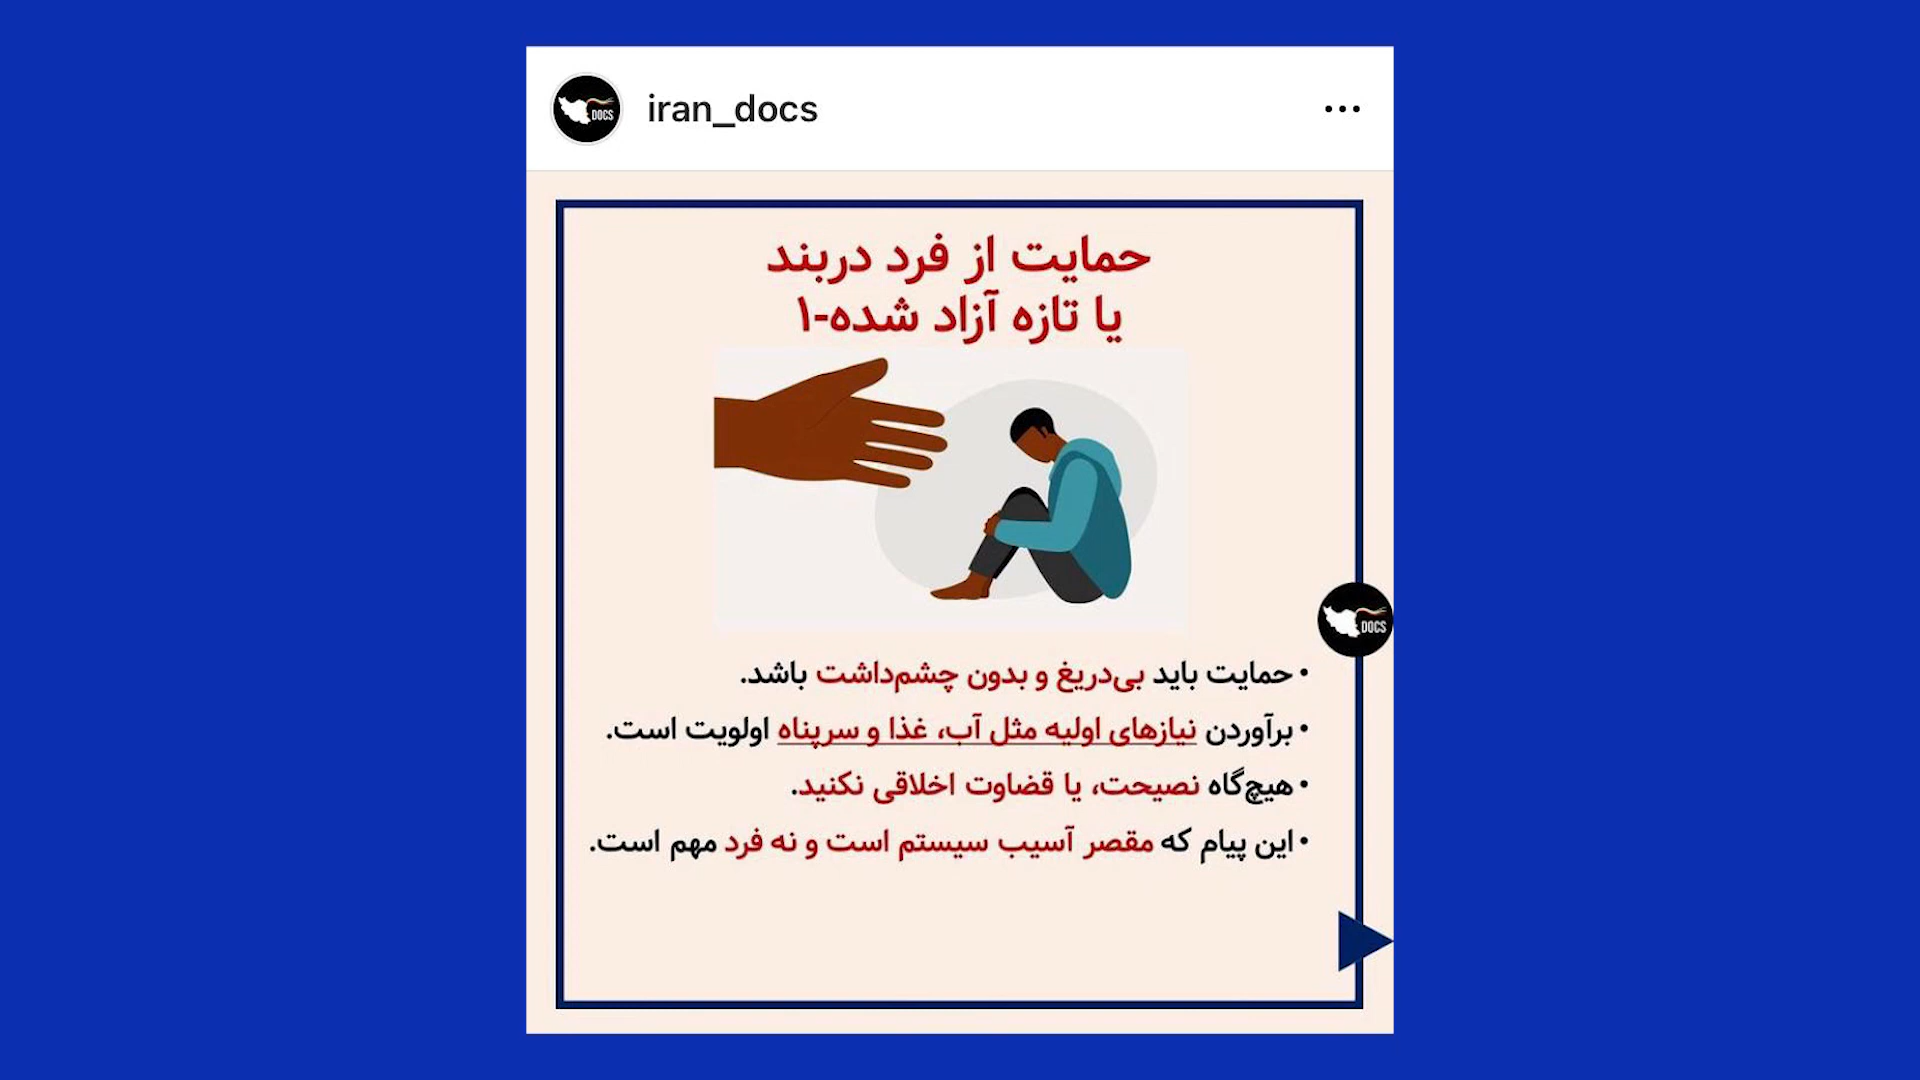 iran_docs
DOCS
حمایت از فرد دربند
یا تازه آزاد شده-۱
• حمایت باید بی‌دریغ و بدون چشم‌داشت باشد.
• برآوردن نیازهای اولیه مثل آب، غذا و سرپناه اولویت است.
• هیچ‌گاه نصیحت، یا قضاوت اخلاقی نکنید.
• این پیام که مقصر آسیب سیستم است و نه فرد مهم است.
DOCS